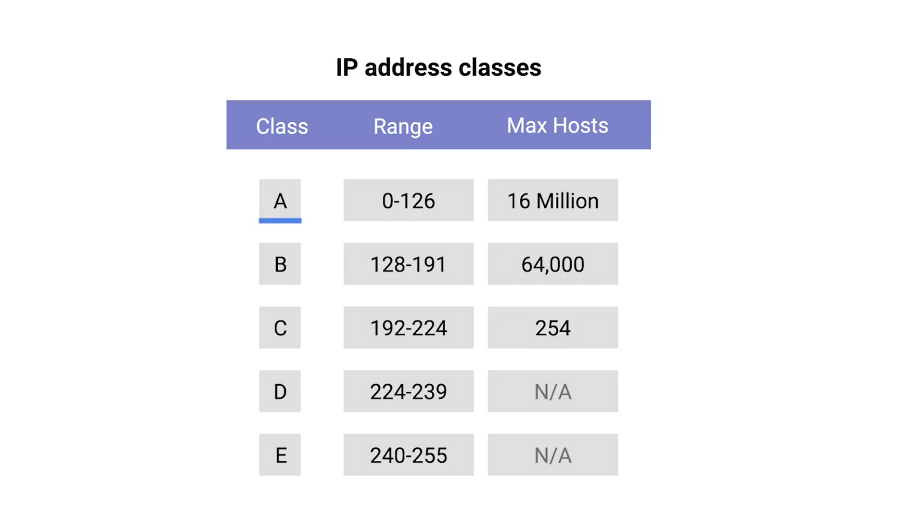 IP address classes
Class Range Max Hosts
A 0-126 16 Million
B 128-191 64,000
C 192-224 254
D 224-239 N/A
E 240-255 N/A